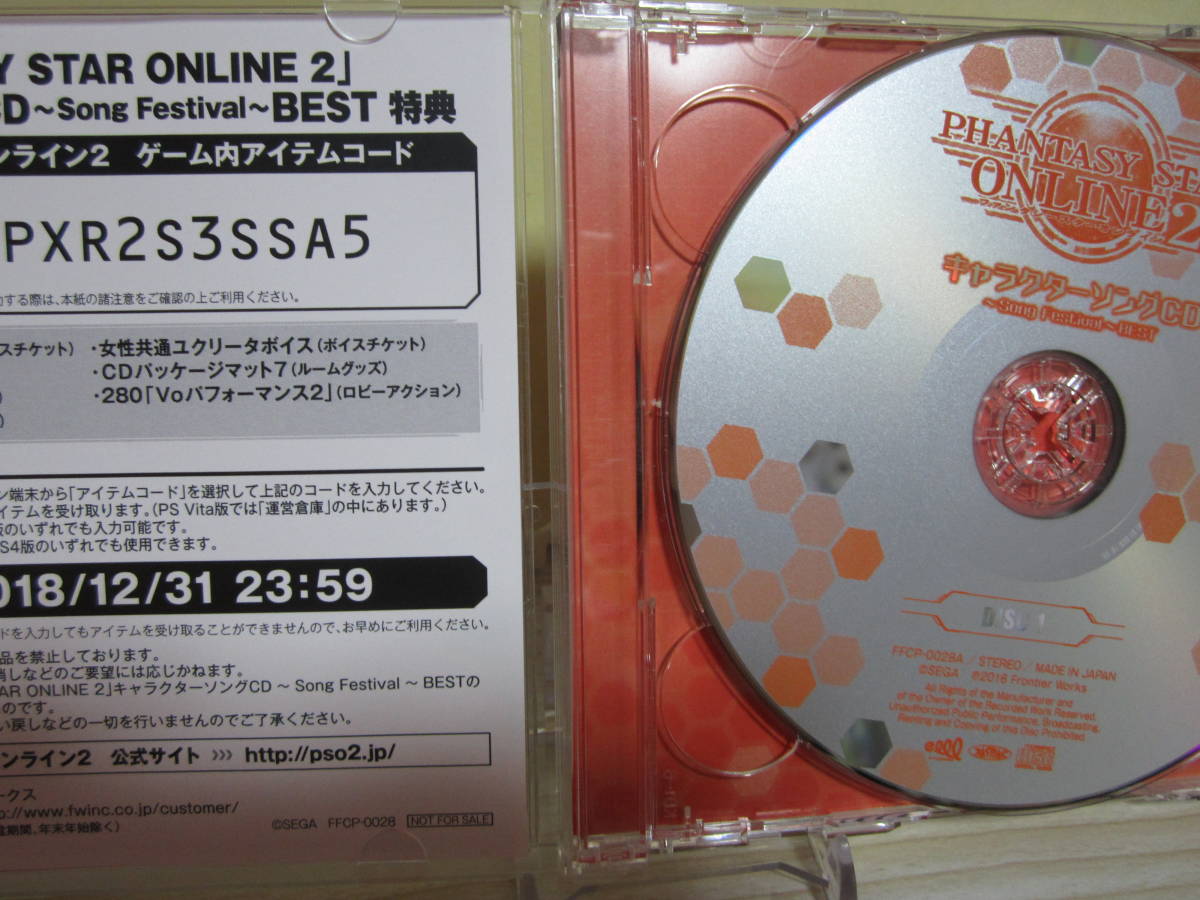 Y STAR ONLINE 2」
CD～Song Festival～BEST 特典
ンライン2 ゲーム内アイテムコード
PXR2S3SSA5
力する際は、本紙の諸注意をご確認の上ご利用ください。
イスチケット)
・女性共通ユクリータボイス(ボイスチケット)
・CDパッケージマット7(ルームグッズ)
・280「Voパフォーマンス2」(ロビーアクション)
ン端末から「アイテムコード」を選択して上記のコードを入力してください。
イテムを受け取ります。(PS Vita版では「運営倉庫」の中にあります。)
版のいずれでも入力可能です。
S4版のいずれでも使用できます。
2018/12/31 23:59
ドを入力してもアイテムを受け取ることができませんので、お早めにご利用ください。
品を禁止しております。
消しなどのご要望には応じかねます。
TAR ONLINE 2」キャラクターソングCD ～ Song Festival ～ BESTの
のです。
い戻しなどの一切を行いませんのでご了承ください。
ンライン2 公式サイト >>> http://pso2.jp/
ークス
tp://www.fwinc.co.jp/customer/
盆期間、年末年始除く)
©SEGA FFCP-0028 NOT FOR SALE
PHANTASY STA
ONLINE 2
キャラクターソングCD
～Song Festival～BEST
DISC 1
FFCP-0028A / STEREO / MADE IN JAPAN
©SEGA ℗2016 Frontier Works
All Rights of the Manufacturer and
of the Owner of the Recorded Work Reserved.
Unauthorized Public Performance, Broadcasting,
Renting and Copying of this Disc Prohibited